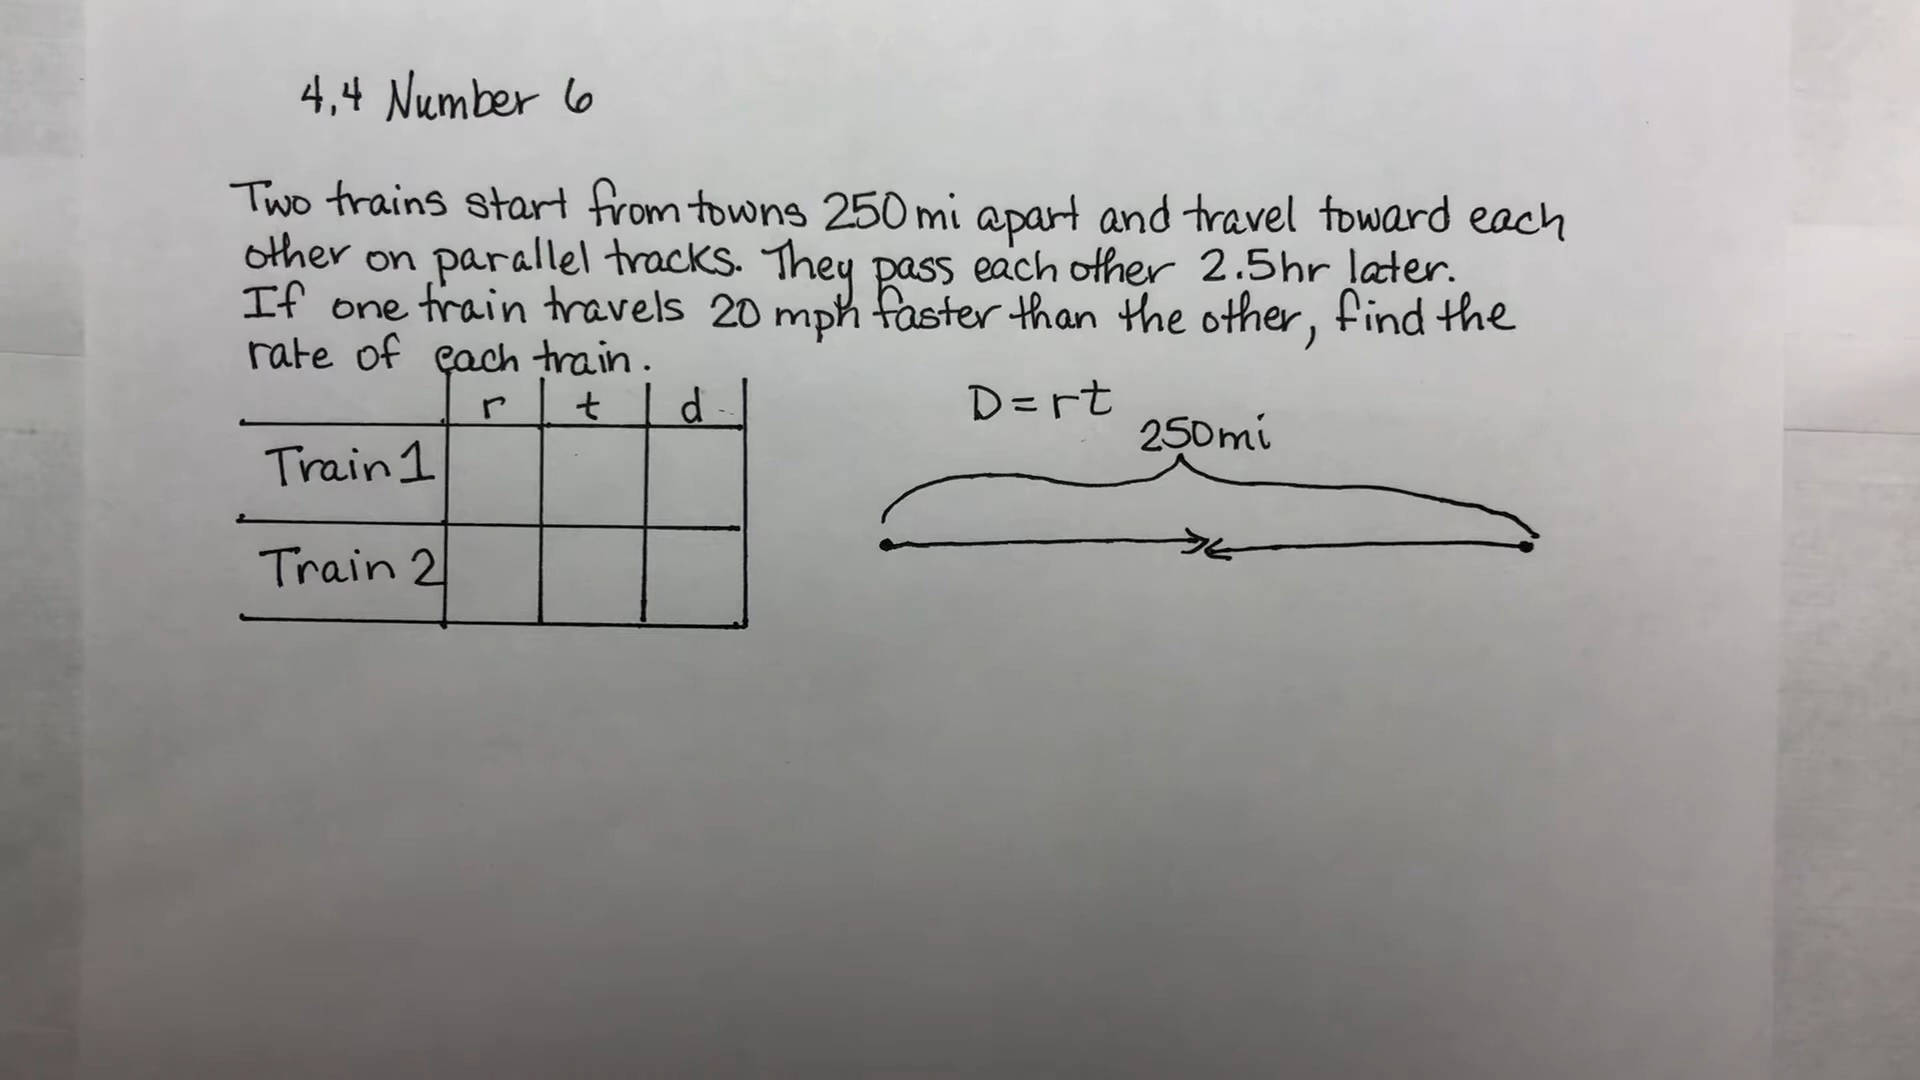 4.4 Number 6
Two trains start from towns 250 mi apart and travel toward each
other on parallel tracks. They pass each other 2.5hr later.
If one train travels 20 mph faster than the other, find the
rate of each train.
r t d
Train 1
Train 2
D = rt
250mi